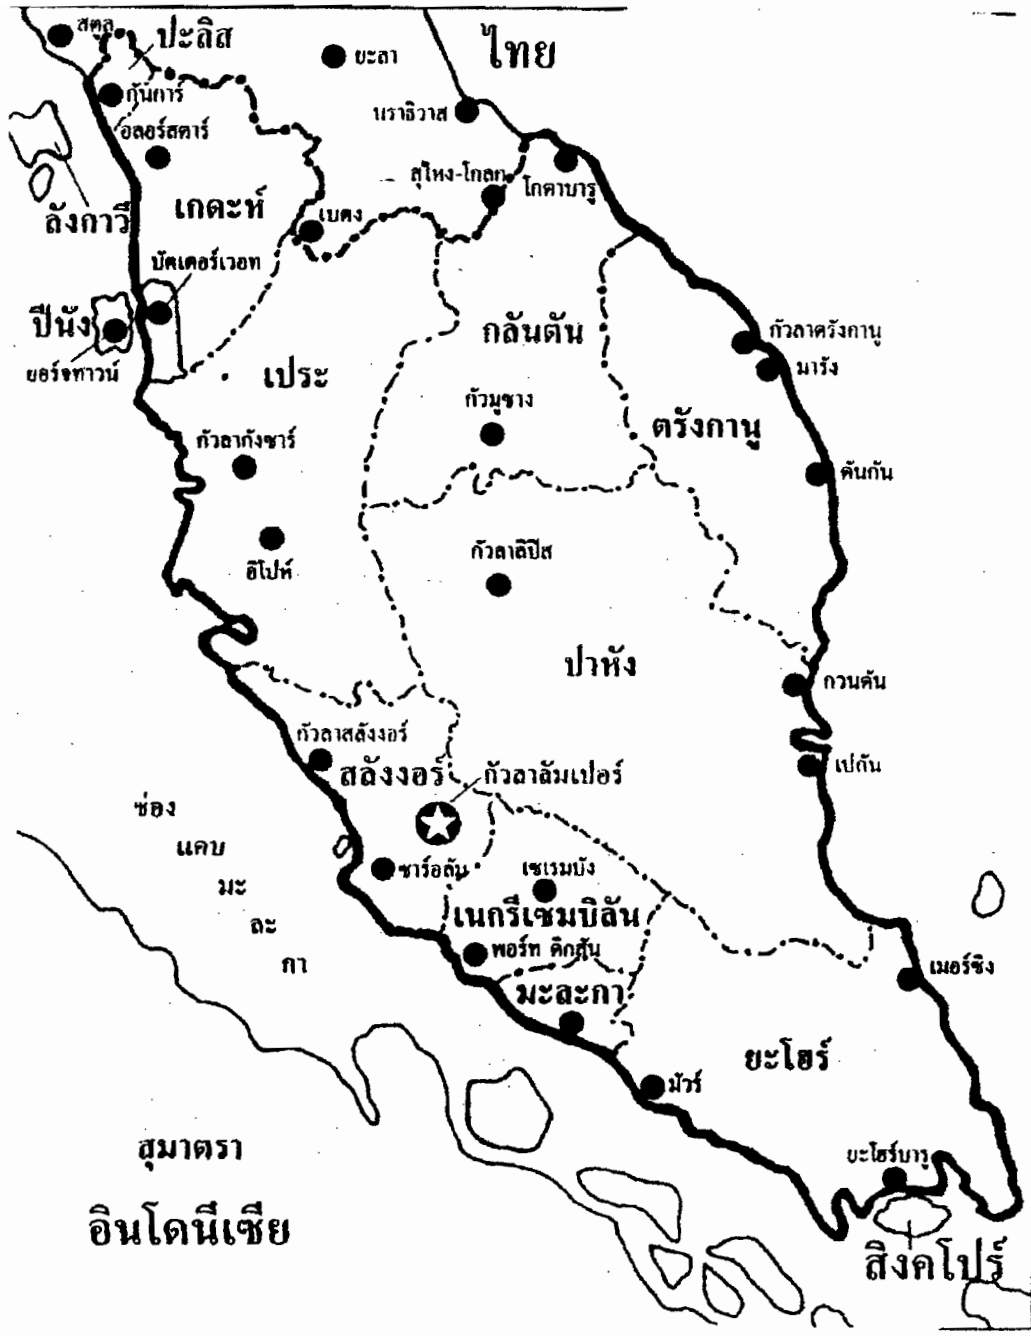 สตูล
ปะลิส
ไทย
ยะลา
กันการ์
นราธิวาส
อลอร์สตาร์
สุไหง-โกลก
โกตาบารู
เกดะห์
เบตง
ลังกาวี
บัตเตอร์เวอท
ปีนัง
กลันตัน
กัวลาตรังกานู
มารัง
ยอร์จทาวน์
เประ
กัวมูซาง
ตรังกานู
กัวลากังซาร์
ดันกัน
กัวลาลิปีส
อิโปห์
ปาหัง
กวนตัน
กัวลาสลังงอร์
เปกัน
สลังงอร์
กัวลาลัมเปอร์
ช่อง
แคบ
มะ
ละ
กา
ชาร์อลัม
เซเรมบัง
เนกรีเซมบิลัน
พอร์ท ดิกสัน
เมอร์ซิง
มะละกา
ยะโฮร์
มัวร์
สุมาตรา
ยะโฮร์บารู
อินโดนีเซีย
สิงคโปร์